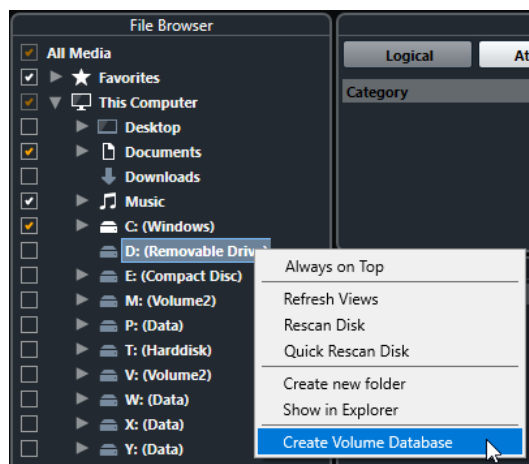 File Browser
All Media
Favorites
This Computer
Desktop
Documents
Downloads
Music
C: (Windows)
D: (Removable Drive)
E: (Compact Disc)
M: (Volume2)
P: (Data)
T: (Harddisk)
V: (Volume2)
W: (Data)
X: (Data)
Y: (Data)
Logical
Category
Always on Top
Refresh Views
Rescan Disk
Quick Rescan Disk
Create new folder
Show in Explorer
Create Volume Database